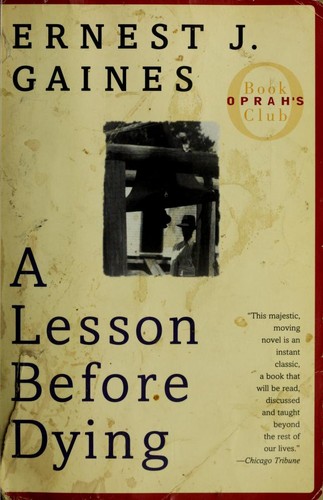 ERNEST J.
GAINES
Book
OPRAH'S
Club
A
Lesson
Before
Dying
"This majestic,
moving
novel is an
instant
classic,
a book that
will be read,
discussed
and taught
beyond
the rest of
our lives."
—Chicago Tribune